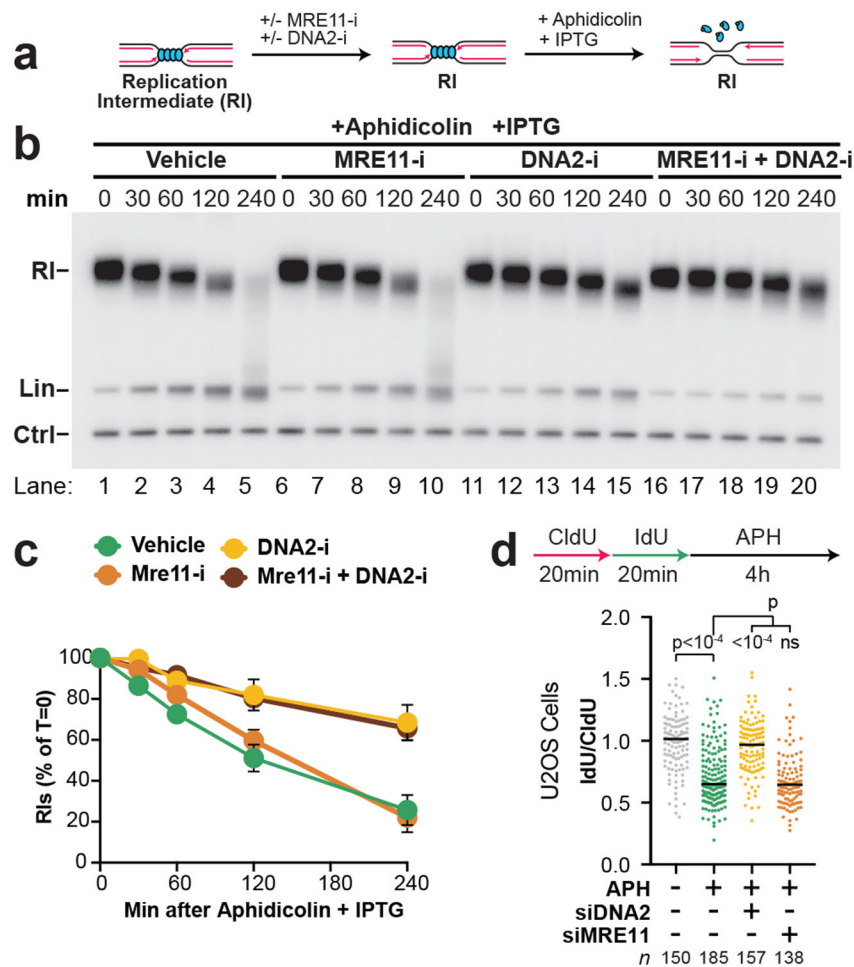 a
+/- MRE11-i
+/- DNA2-i
+ Aphidicolin
+ IPTG
Replication
Intermediate (RI)
RI
RI
b
+Aphidicolin +IPTG
Vehicle MRE11-i DNA2-i MRE11-i + DNA2-i
min 0 30 60 120 240 0 30 60 120 240 0 30 60 120 240 0 30 60 120 240
RI–
Lin–
Ctrl–
Lane: 1 2 3 4 5 6 7 8 9 10 11 12 13 14 15 16 17 18 19 20
c
Vehicle DNA2-i
Mre11-i Mre11-i + DNA2-i
RIs (% of T=0)
100
80
60
40
20
0
0 60 120 180 240
Min after Aphidicolin + IPTG
d
CldU IdU APH
20min 20min 4h
p
p<10-4 <10-4 ns
U2OS Cells
IdU/CldU
2.0
1.5
1.0
0.5
0.0
APH - + + +
siDNA2 - - + -
siMRE11 - - - +
n 150 185 157 138